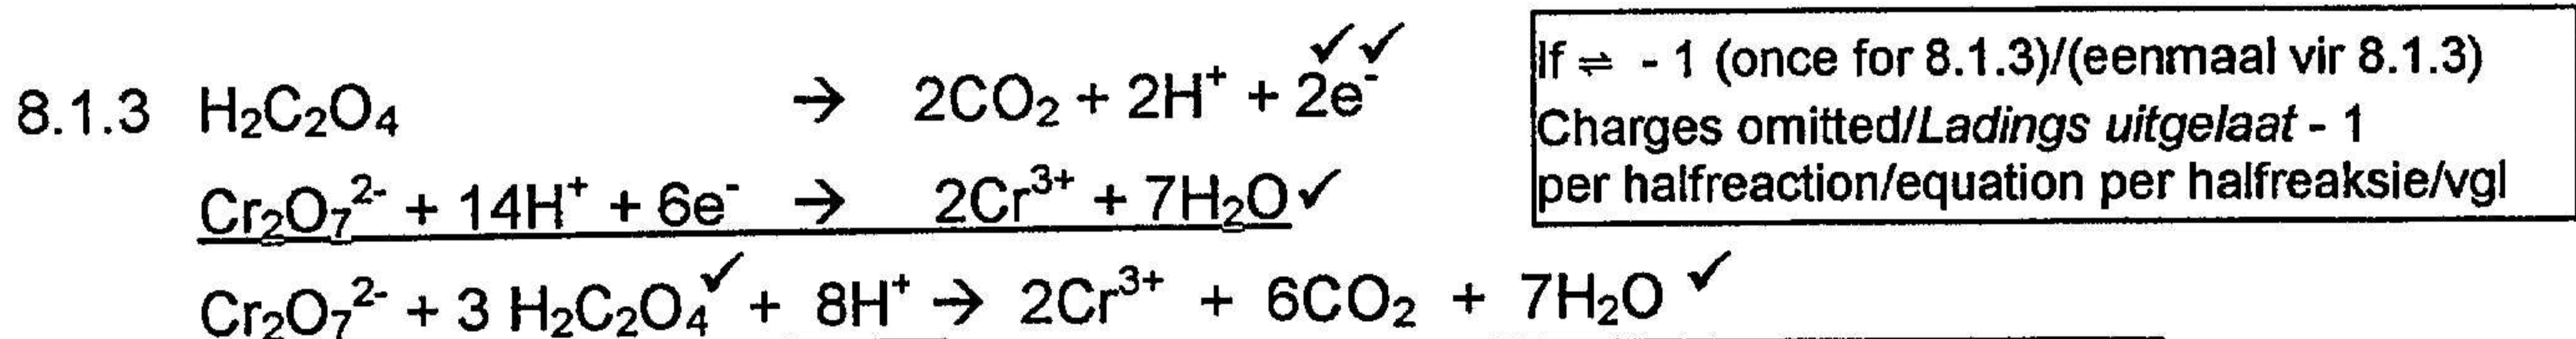 8.1.3 H₂C₂O₄ → 2CO₂ + 2H⁺ + 2e⁻ ✓✓
Cr₂O₇²⁻ + 14H⁺ + 6e⁻ → 2Cr³⁺ + 7H₂O ✓
Cr₂O₇²⁻ + 3 H₂C₂O₄ ✓ + 8H⁺ → 2Cr³⁺ + 6CO₂ + 7H₂O ✓
If ⇌ - 1 (once for 8.1.3)/(eenmaal vir 8.1.3)
Charges omitted/Ladings uitgelaat - 1
per halfreaction/equation per halfreaksie/vgl